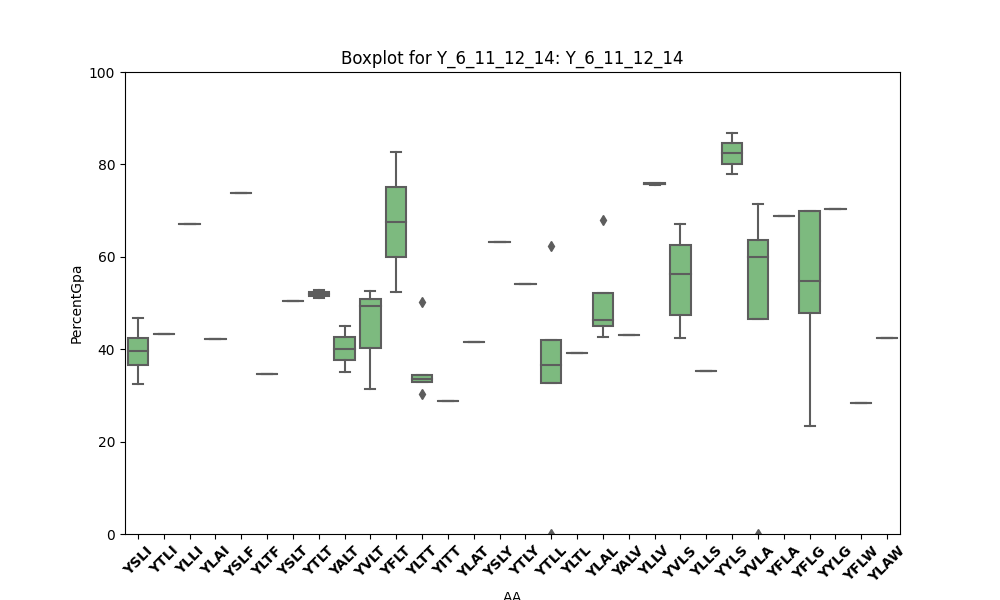 Boxplot for Y_6_11_12_14: Y_6_11_12_14
100
80
60
40
20
0
PercentGpa
YSLI YTLI YLLI YLAI YSLF YLTF YSLT YTLT YALT YVLT YFLT YLTT YITT YLAT YSLY YTLY YTLL YLTL YLAL YALV YLLV YVLS YLLS YYLS YVLA YFLA YFLG YYLG YFLW YLAW
AA